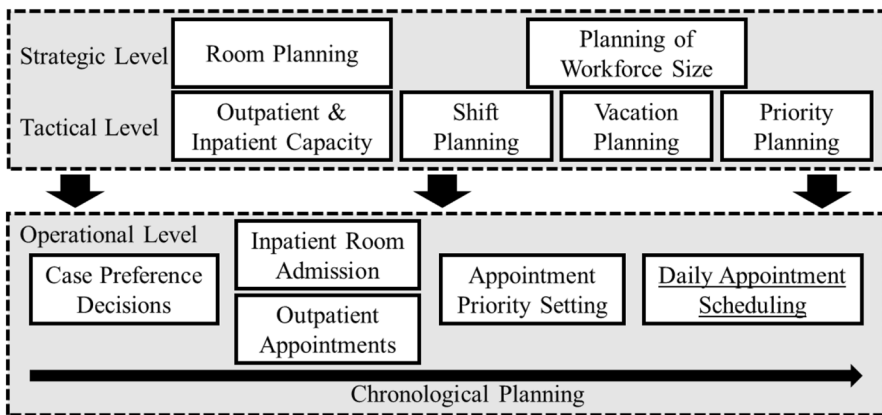 Strategic Level
Room Planning
Planning of
Workforce Size
Tactical Level
Outpatient &
Inpatient Capacity
Shift
Planning
Vacation
Planning
Priority
Planning
Operational Level
Case Preference
Decisions
Inpatient Room
Admission
Outpatient
Appointments
Appointment
Priority Setting
Daily Appointment
Scheduling
Chronological Planning